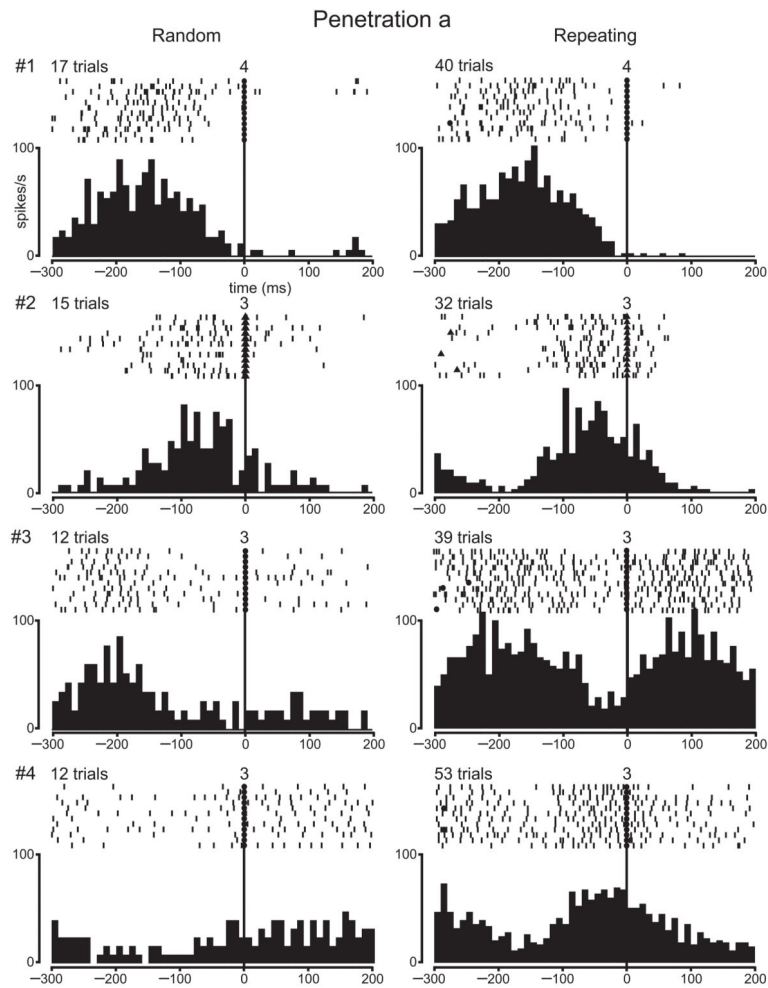 Penetration a
Random Repeating
#1 17 trials 4 40 trials 4
100 100
spikes/s
0 0
−300 −200 −100 0 100 200 −300 −200 −100 0 100 200
time (ms)
#2 15 trials 3 32 trials 3
100 100
0 0
−300 −200 −100 0 100 200 −300 −200 −100 0 100 200
#3 12 trials 3 39 trials 3
100 100
0 0
−300 −200 −100 0 100 200 −300 −200 −100 0 100 200
#4 12 trials 3 53 trials 3
100 100
0 0
−300 −200 −100 0 100 200 −300 −200 −100 0 100 200